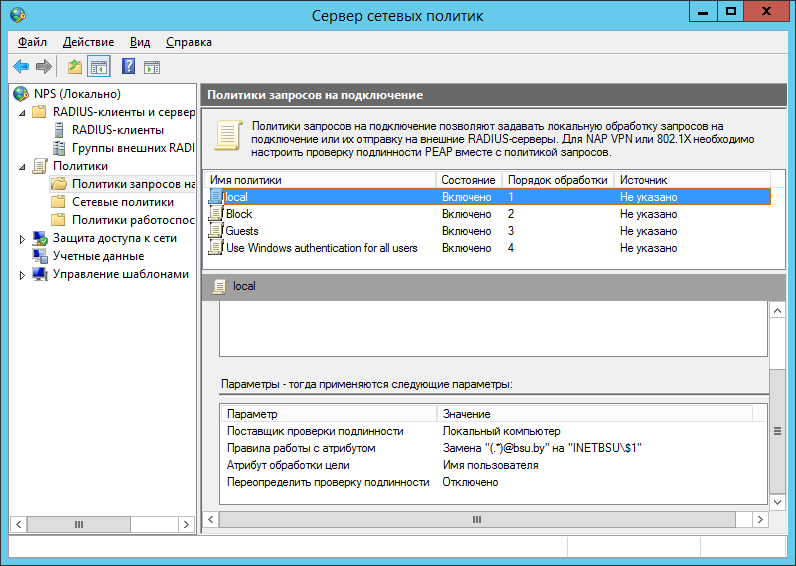 Сервер сетевых политик
Файл Действие Вид Справка
NPS (Локально)
RADIUS-клиенты и сервер
RADIUS-клиенты
Группы внешних RADI
Политики
Политики запросов на
Сетевые политики
Политики работоспос
Защита доступа к сети
Учетные данные
Управление шаблонами
Политики запросов на подключение
Политики запросов на подключение позволяют задавать локальную обработку запросов на
подключение или их отправку на внешние RADIUS-серверы. Для NAP VPN или 802.1X необходимо
настроить проверку подлинности PEAP вместе с политикой запросов.
Имя политики Состояние Порядок обработки Источник
local Включено 1 Не указано
Block Включено 2 Не указано
Guests Включено 3 Не указано
Use Windows authentication for all users Включено 4 Не указано
local
Параметры - тогда применяются следующие параметры:
Параметр Значение
Поставщик проверки подлинности Локальный компьютер
Правила работы с атрибутом Замена "(.*)@bsu.by" на "INETBSU\$1"
Атрибут обработки цели Имя пользователя
Переопределить проверку подлинности Отключено